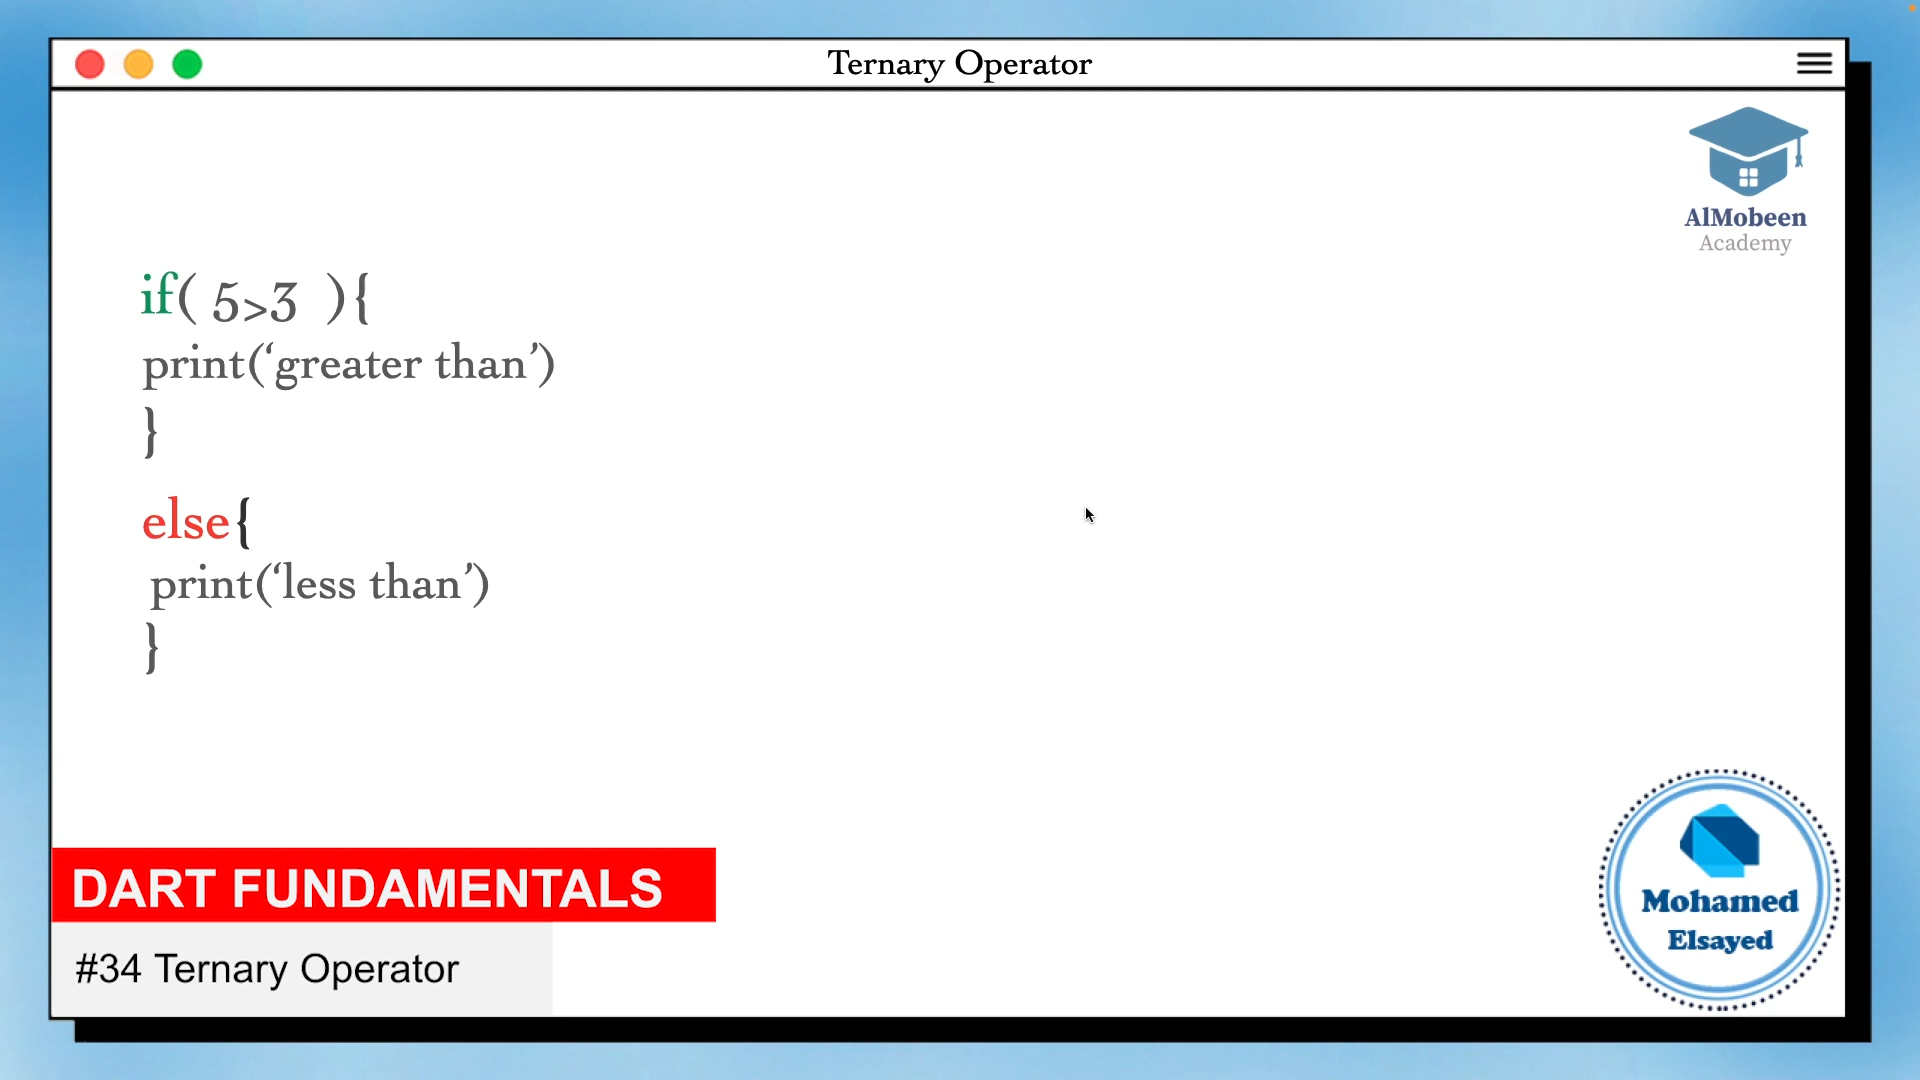 Ternary Operator
AlMobeen
Academy
if( 5>3 ){
print(‘greater than’)
}
else{
print(‘less than’)
}
DART FUNDAMENTALS
#34 Ternary Operator
Mohamed
Elsayed